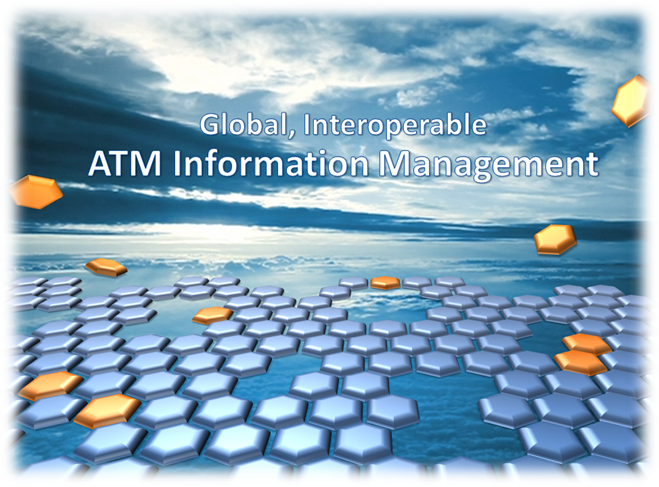 Global, Interoperable
ATM Information Management